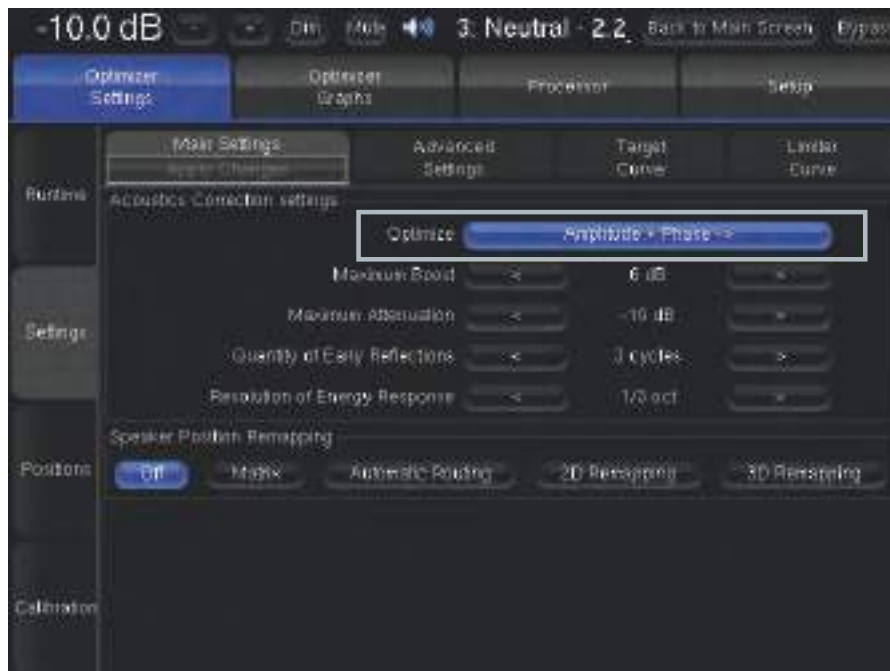 -10.0 dB - + Dim Mute 3. Neutral - 2.2 Back to Main Screen Bypas
Optimizer Settings
Optimizer Graphs
Processor
Setup
Main Settings
Apply Changes
Advanced Settings
Target Curve
Limiter Curve
Runtime
Settings
Positions
Calibration
Acoustics Correction settings
Optimize Amplitude + Phase ->
Maximum Boost < 6 dB >
Maximum Attenuation < -10 dB >
Quantity of Early Reflections < 3 cycles >
Resolution of Energy Response < 1/3 oct >
Speaker Position Remapping
Off Matrix Automatic Routing 2D Remapping 3D Remapping